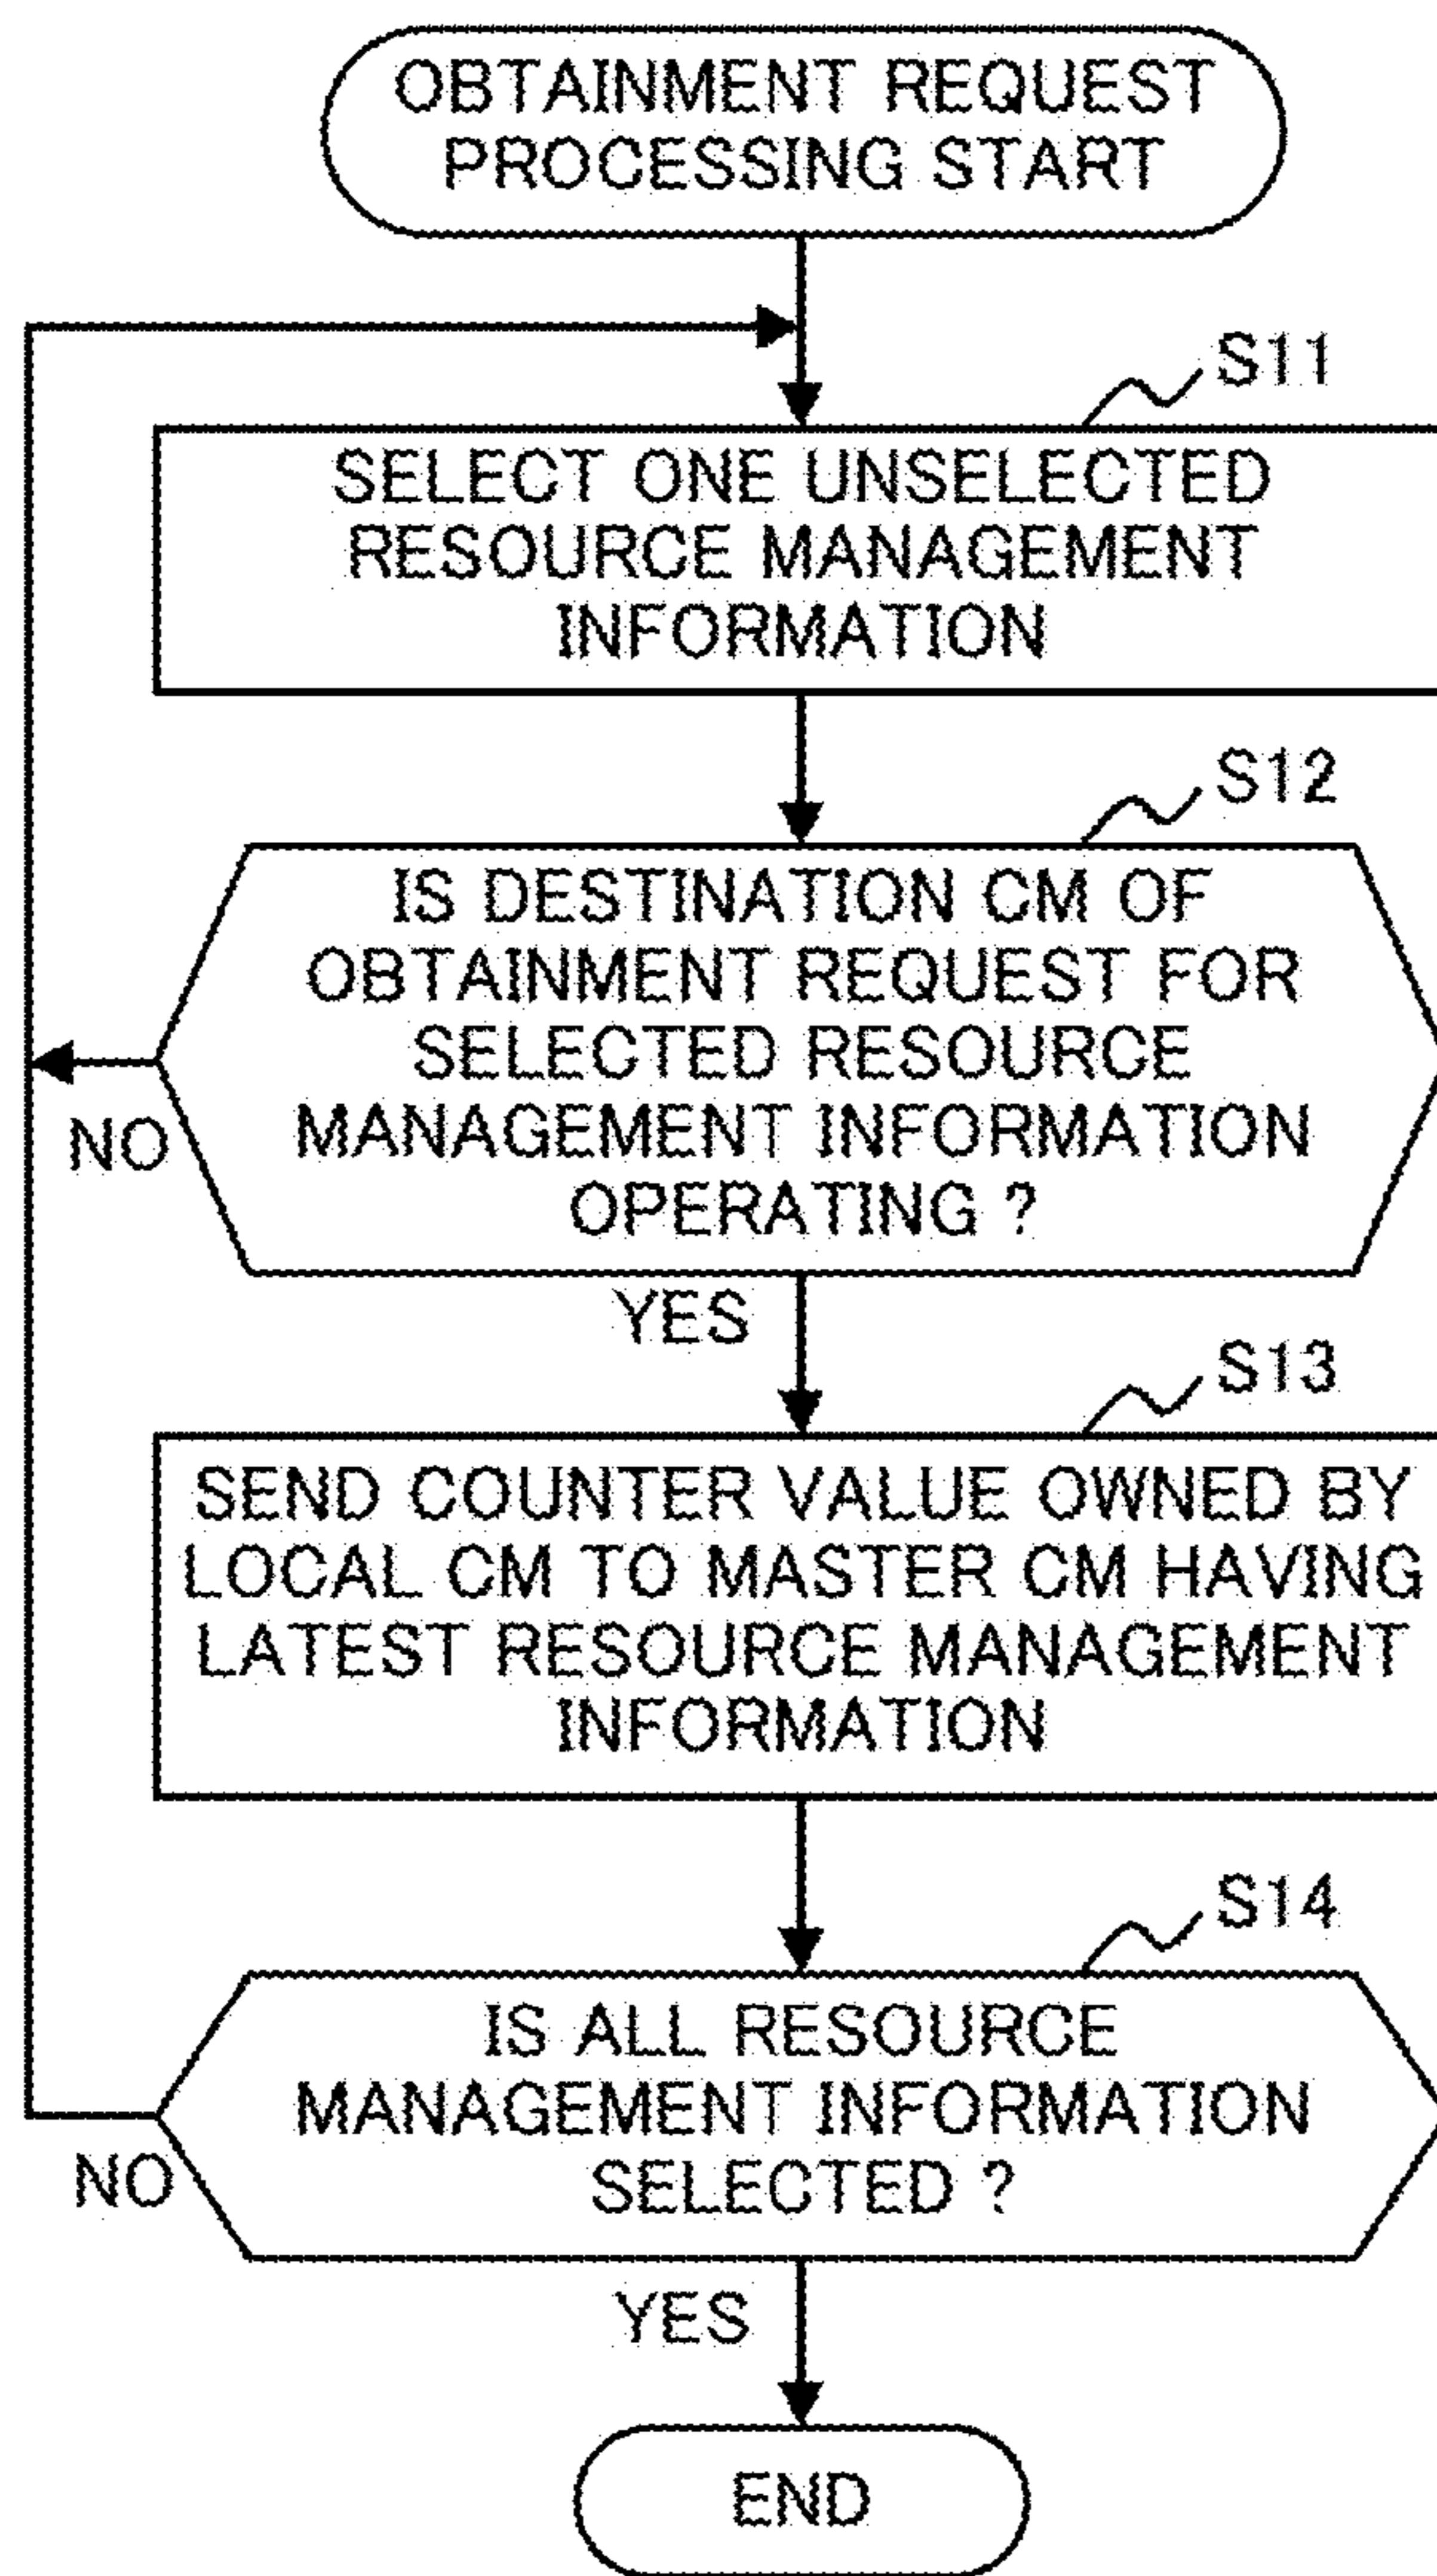 OBTAINMENT REQUEST
PROCESSING START
S11
SELECT ONE UNSELECTED
RESOURCE MANAGEMENT
INFORMATION
S12
IS DESTINATION CM OF
OBTAINMENT REQUEST FOR
SELECTED RESOURCE
MANAGEMENT INFORMATION
OPERATING ?
NO
YES
S13
SEND COUNTER VALUE OWNED BY
LOCAL CM TO MASTER CM HAVING
LATEST RESOURCE MANAGEMENT
INFORMATION
S14
IS ALL RESOURCE
MANAGEMENT INFORMATION
SELECTED ?
NO
YES
END